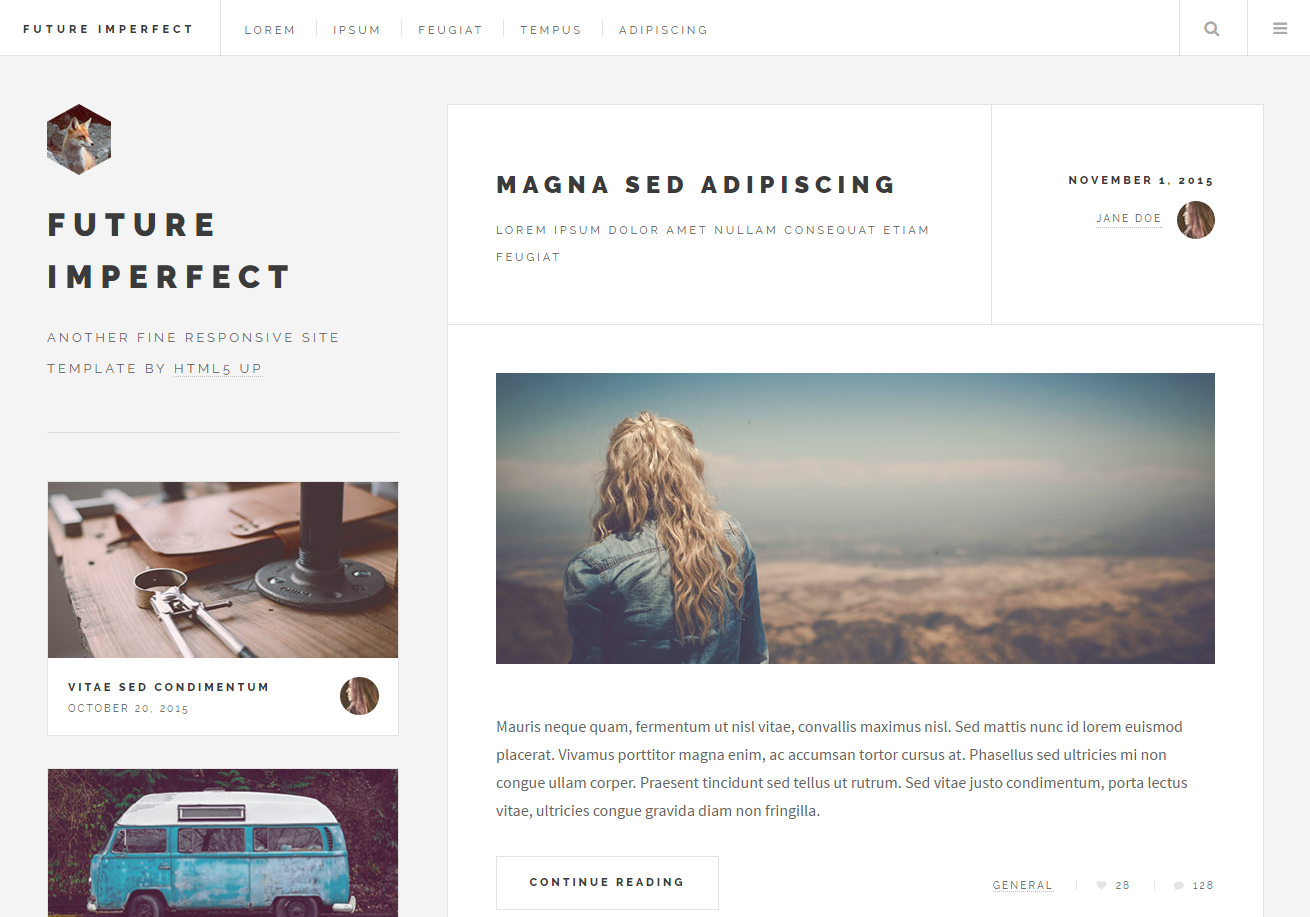 FUTURE IMPERFECT
LOREM
IPSUM
FEUGIAT
TEMPUS
ADIPISCING
FUTURE
IMPERFECT
ANOTHER FINE RESPONSIVE SITE
TEMPLATE BY HTML5 UP
VITAE SED CONDIMENTUM
OCTOBER 20, 2015
MAGNA SED ADIPISCING
LOREM IPSUM DOLOR AMET NULLAM CONSEQUAT ETIAM
FEUGIAT
NOVEMBER 1, 2015
JANE DOE
Mauris neque quam, fermentum ut nisl vitae, convallis maximus nisl. Sed mattis nunc id lorem euismod
placerat. Vivamus porttitor magna enim, ac accumsan tortor cursus at. Phasellus sed ultricies mi non
congue ullam corper. Praesent tincidunt sed tellus ut rutrum. Sed vitae justo condimentum, porta lectus
vitae, ultricies congue gravida diam non fringilla.
CONTINUE READING
GENERAL
28
128